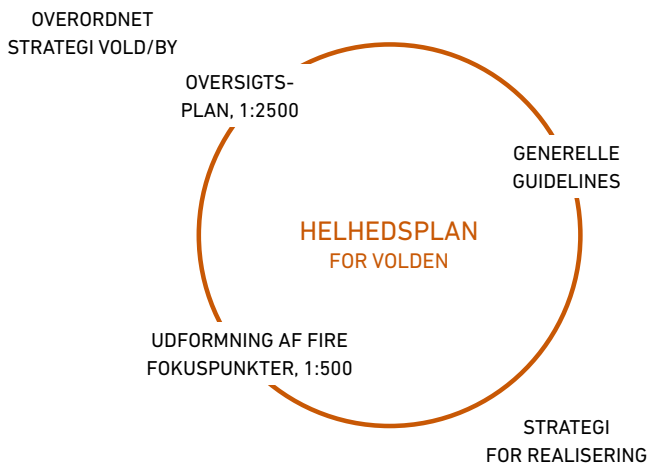 OVERORDNET
STRATEGI VOLD/BY
OVERSIGTS-
PLAN, 1:2500
GENERELLE
GUIDELINES
HELHEDSPLAN
FOR VOLDEN
UDFORMNING AF FIRE
FOKUSPUNKTER, 1:500
STRATEGI
FOR REALISERING